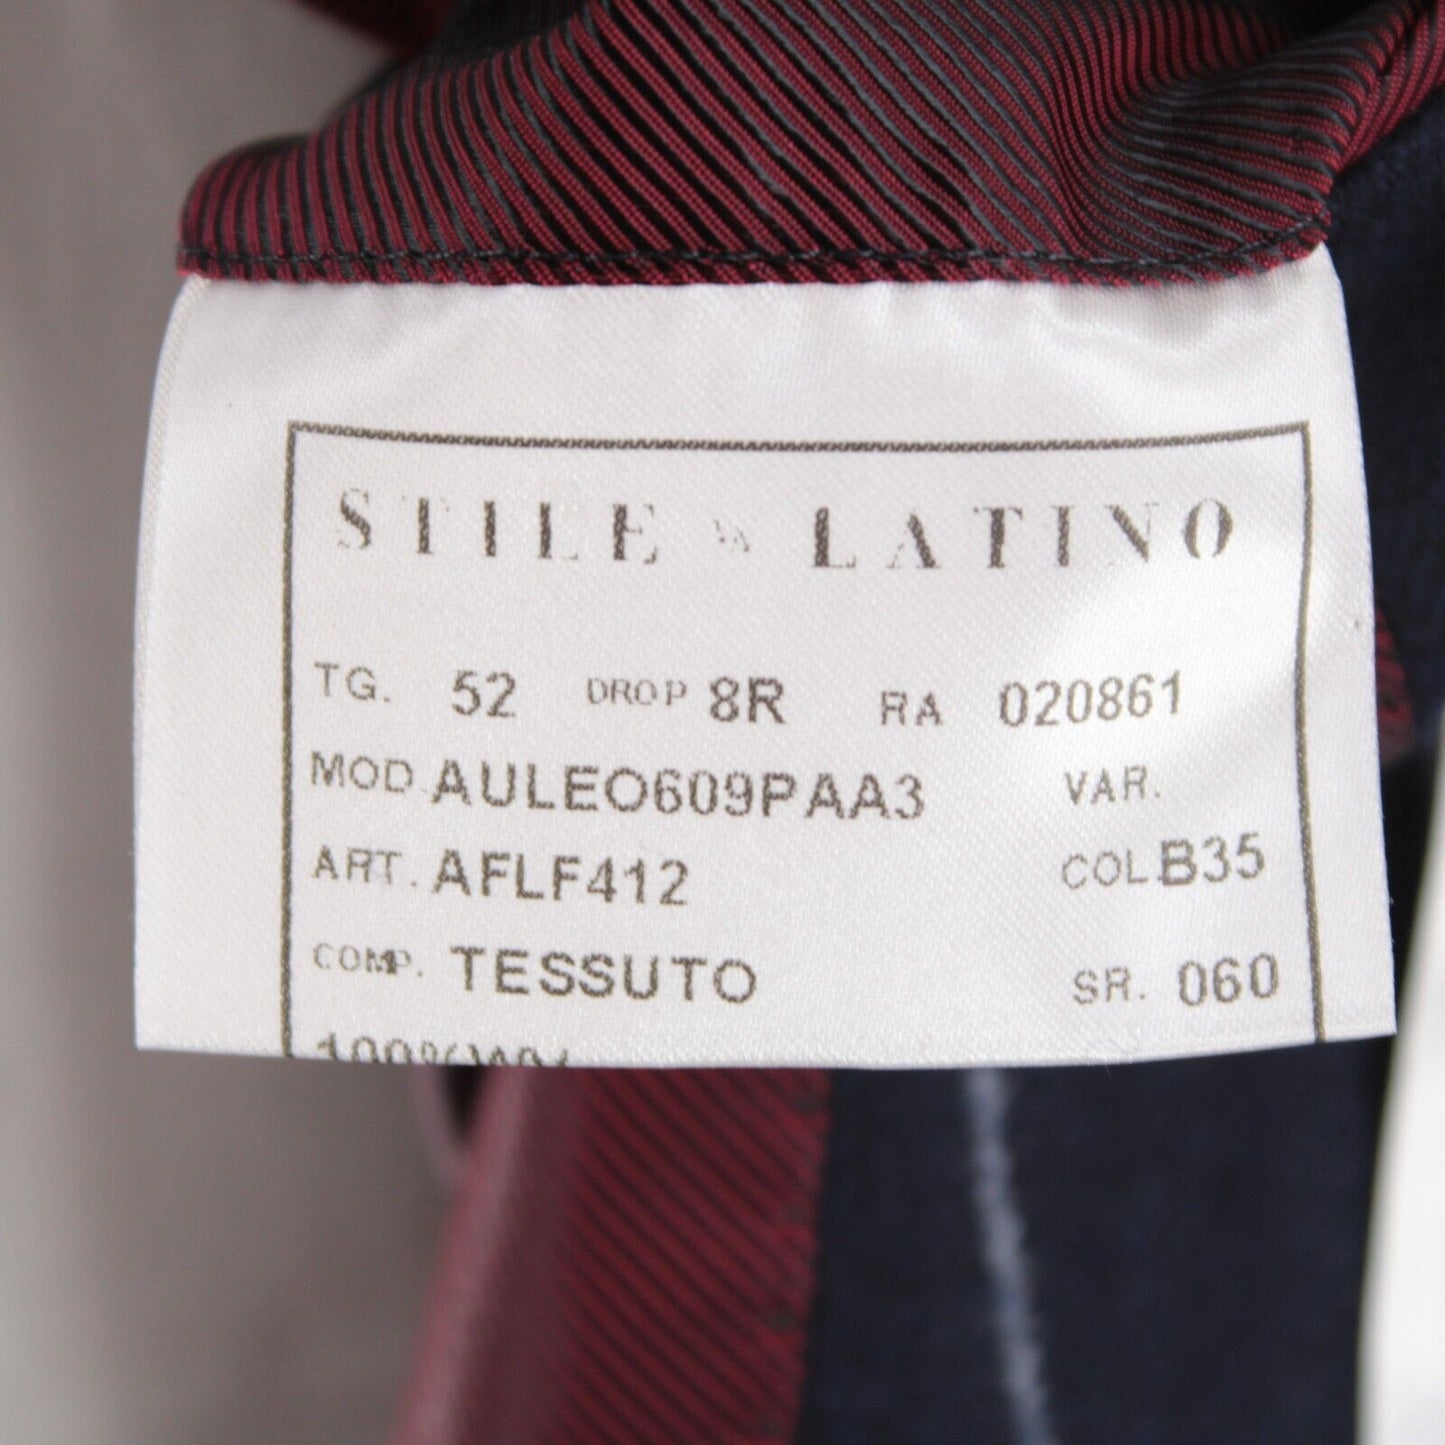 STILE LATINO
TG. 52 DROP 8R RA 020861
MOD. AULEO609PAA3 VAR.
ART. AFLF412 COL. B35
COMP. TESSUTO SR. 060